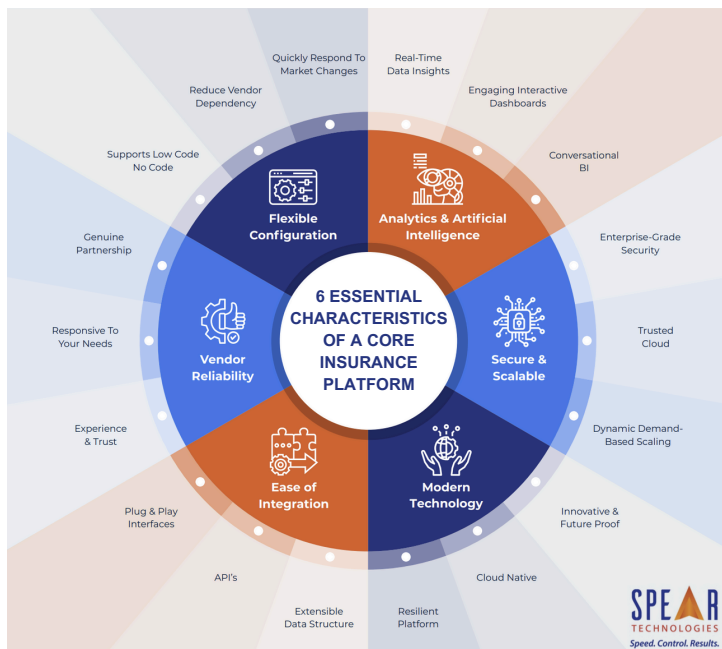 Quickly Respond To
Market Changes
Real-Time
Data Insights
Reduce Vendor
Dependency
Engaging Interactive
Dashboards
Supports Low Code
No Code
Conversational
BI
Flexible
Configuration
Analytics & Artificial
Intelligence
Genuine
Partnership
Enterprise-Grade
Security
6 ESSENTIAL
CHARACTERISTICS
OF A CORE
INSURANCE
PLATFORM
Responsive To
Your Needs
Vendor
Reliability
Secure &
Scalable
Trusted
Cloud
Experience
& Trust
Dynamic Demand-
Based Scaling
Ease of
Integration
Modern
Technology
Plug & Play
Interfaces
Innovative &
Future Proof
API's
Cloud Native
Extensible
Data Structure
Resilient
Platform
SPEAR
TECHNOLOGIES
Speed. Control. Results.